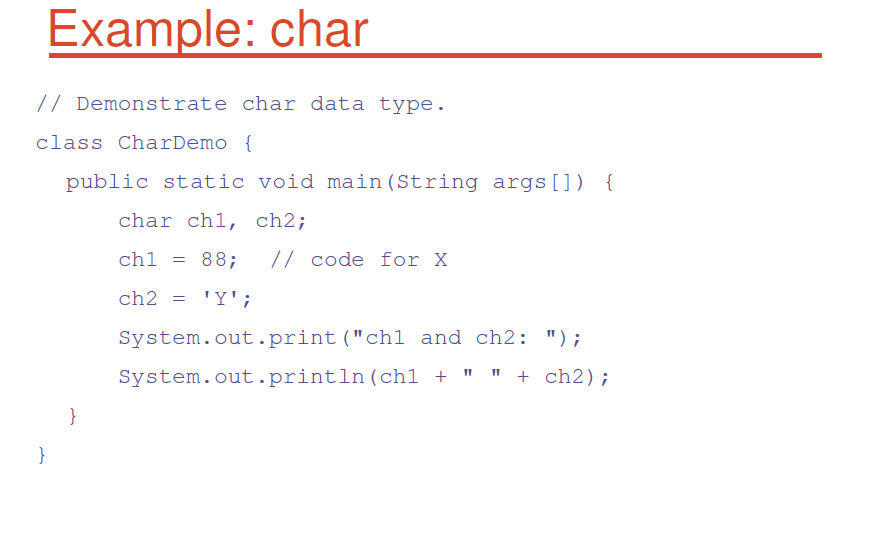 Example: char
// Demonstrate char data type.
class CharDemo {
public static void main(String args[]) {
char ch1, ch2;
ch1 = 88;  // code for X
ch2 = 'Y';
System.out.print("ch1 and ch2: ");
System.out.println(ch1 + " " + ch2);
}
}